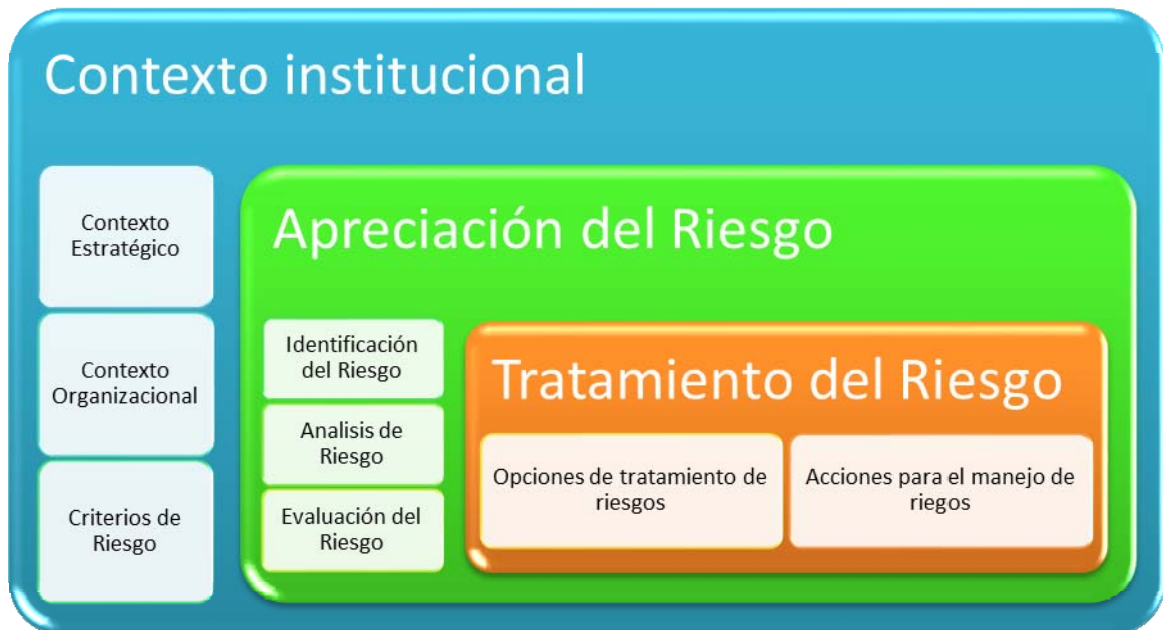 Contexto institucional
Contexto
Estratégico
Contexto
Organizacional
Criterios de
Riesgo
Apreciación del Riesgo
Identificación
del Riesgo
Analisis de
Riesgo
Evaluación del
Riesgo
Tratamiento del Riesgo
Opciones de tratamiento de
riesgos
Acciones para el manejo de
riegos